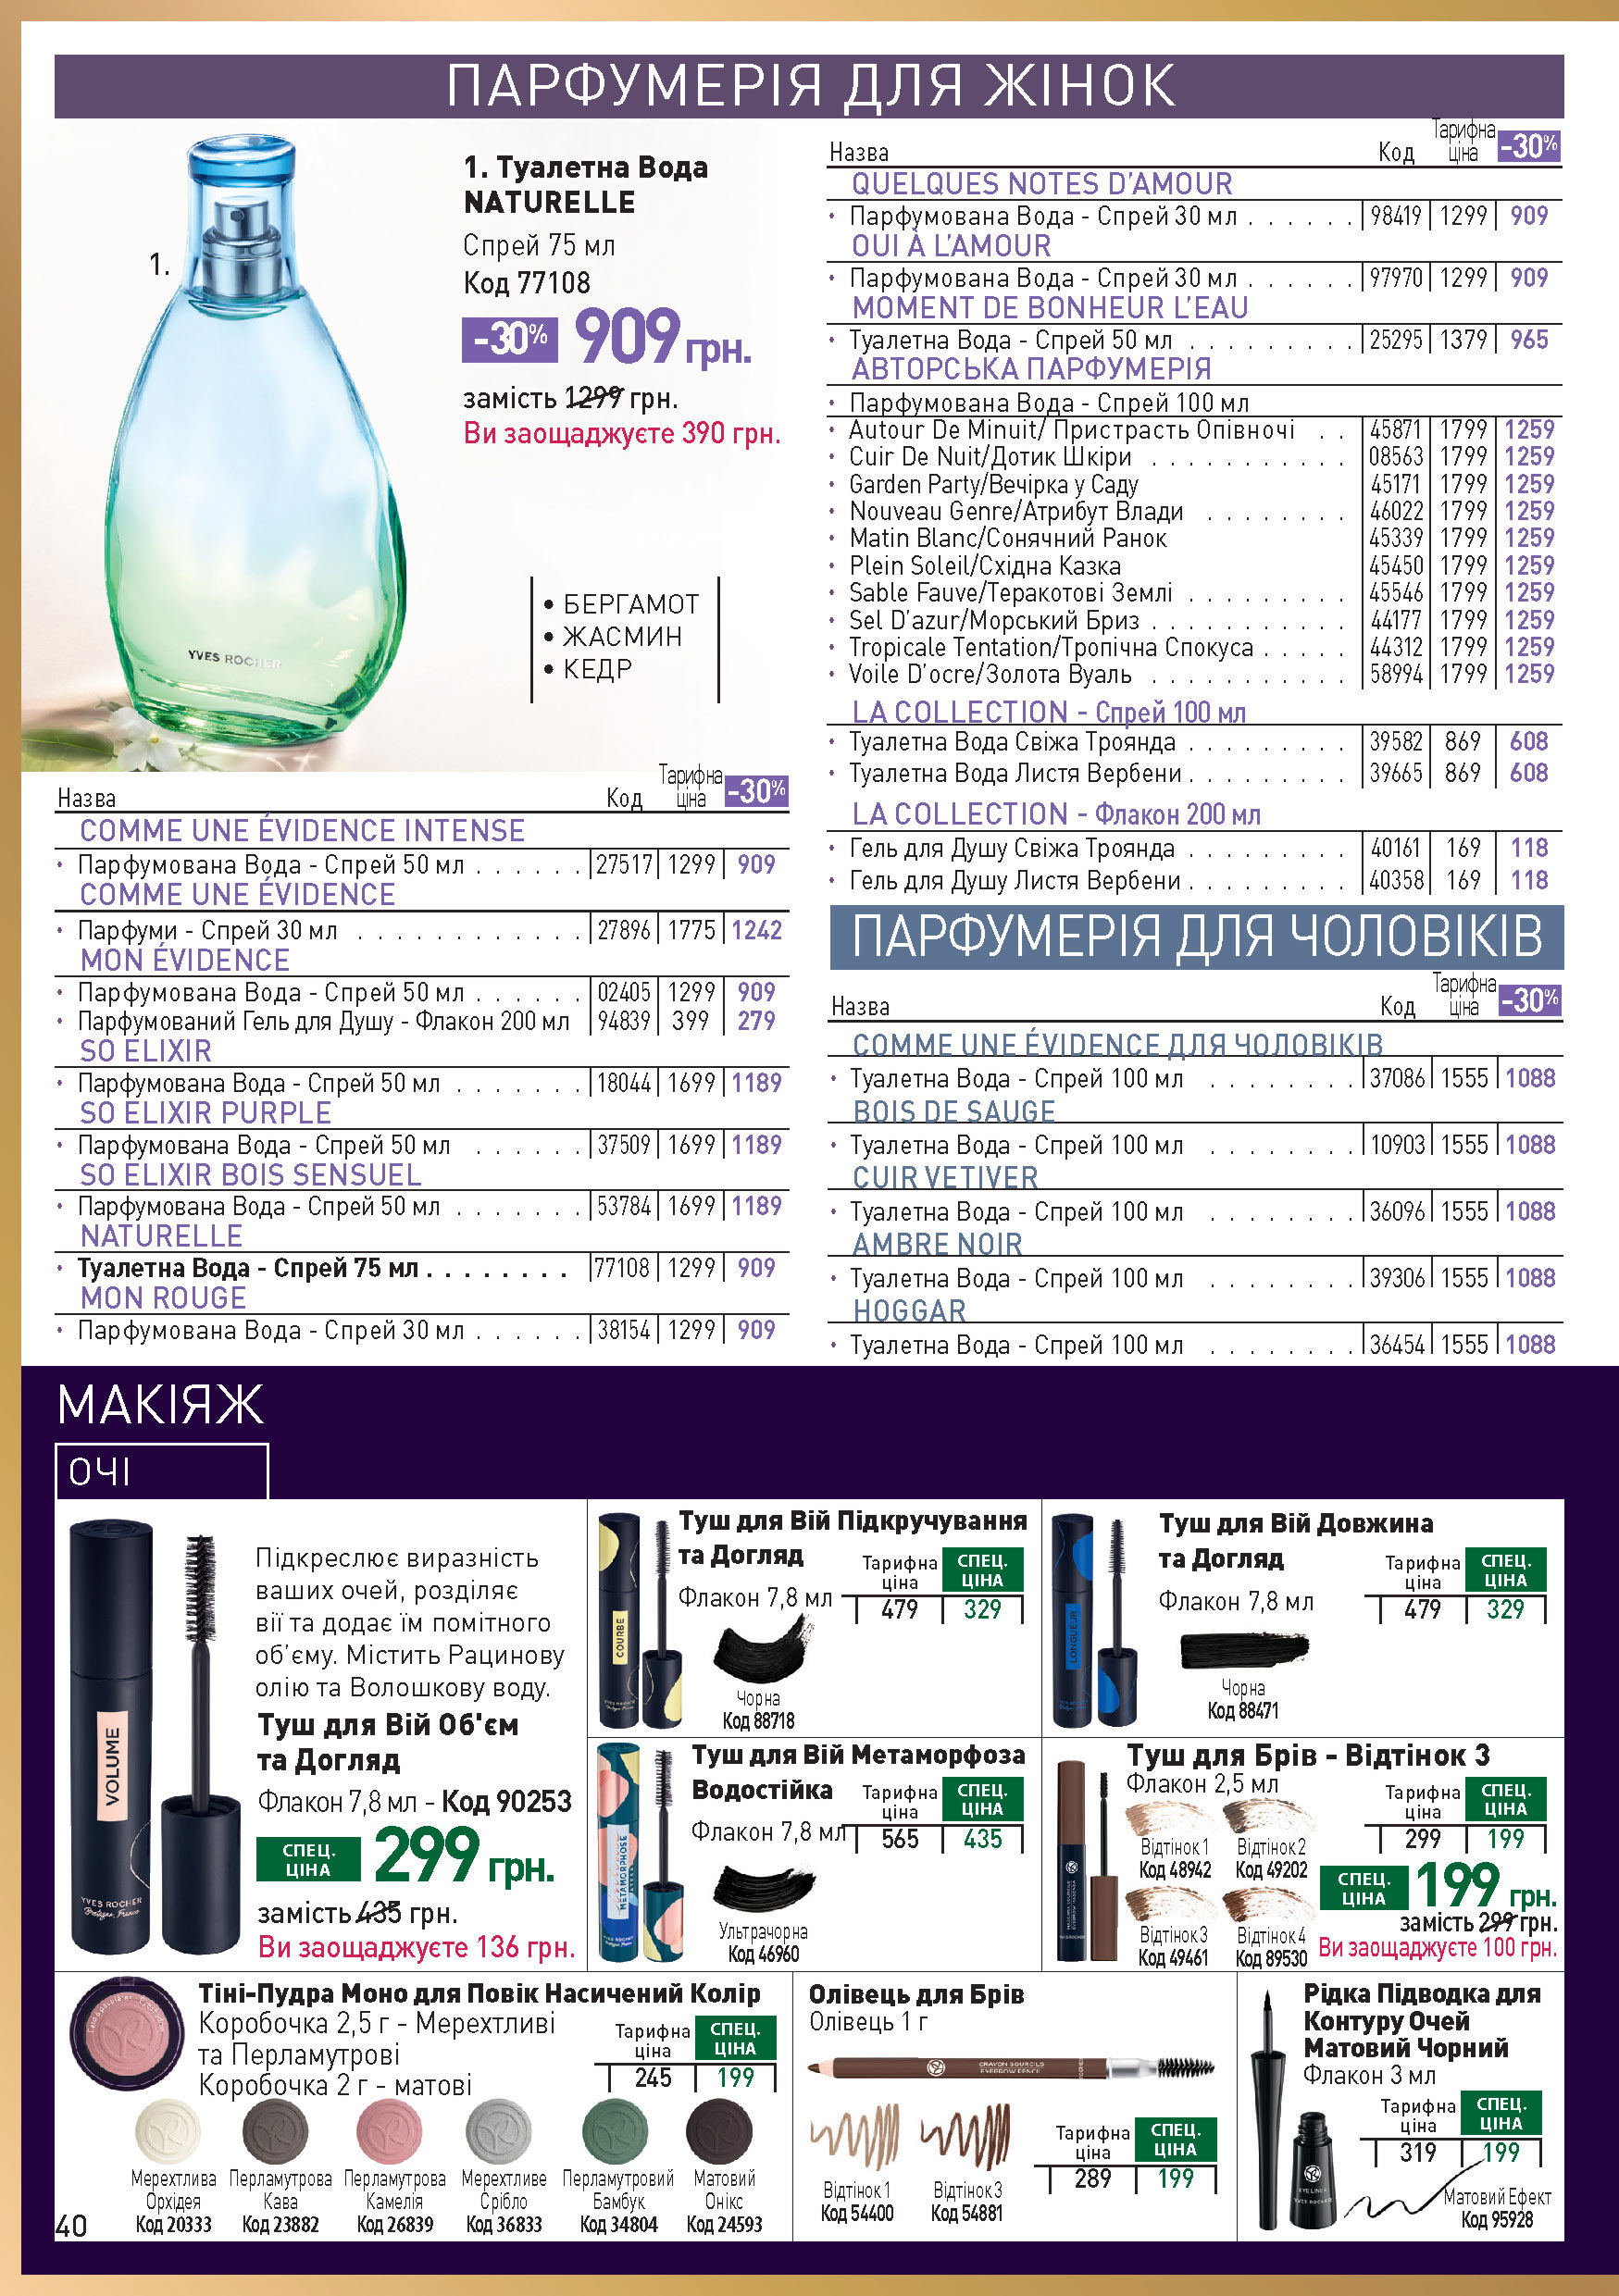 ПАРФУМЕРІЯ ДЛЯ ЖІНОК
1.
1. Туалетна Вода
NATURELLE
Спрей 75 мл
Код 77108
-30% 909 грн.
замість 1299 грн.
Ви заощаджуєте 390 грн.
• БЕРГАМОТ
• ЖАСМИН
• КЕДР
YVES ROCHER
Назва Код Тарифна ціна -30%
COMME UNE ÉVIDENCE INTENSE
• Парфумована Вода - Спрей 50 мл . . . . . . 27517 1299 909
COMME UNE ÉVIDENCE
• Парфуми - Спрей 30 мл . . . . . . . . . . . . 27896 1775 1242
MON ÉVIDENCE
• Парфумована Вода - Спрей 50 мл . . . . . . 02405 1299 909
• Парфумований Гель для Душу - Флакон 200 мл 94839 399 279
SO ELIXIR
• Парфумована Вода - Спрей 50 мл . . . . . . . 18044 1699 1189
SO ELIXIR PURPLE
• Парфумована Вода - Спрей 50 мл . . . . . . 37509 1699 1189
SO ELIXIR BOIS SENSUEL
• Парфумована Вода - Спрей 50 мл . . . . . . . 53784 1699 1189
NATURELLE
• Туалетна Вода - Спрей 75 мл . . . . . . . . 77108 1299 909
MON ROUGE
• Парфумована Вода - Спрей 30 мл . . . . . . 38154 1299 909
Назва Код Тарифна ціна -30%
QUELQUES NOTES D'AMOUR
• Парфумована Вода - Спрей 30 мл . . . . . . 98419 1299 909
OUI À L'AMOUR
• Парфумована Вода - Спрей 30 мл . . . . . . 97970 1299 909
MOMENT DE BONHEUR L'EAU
• Туалетна Вода - Спрей 50 мл . . . . . . . . . 25295 1379 965
АВТОРСЬКА ПАРФУМЕРІЯ
• Парфумована Вода - Спрей 100 мл
• Autour De Minuit/ Пристрасть Опівночі . . 45871 1799 1259
• Cuir De Nuit/Дотик Шкіри . . . . . . . . . . . 08563 1799 1259
• Garden Party/Вечірка у Саду 45171 1799 1259
• Nouveau Genre/Атрибут Влади . . . . . . . . 46022 1799 1259
• Matin Blanc/Сонячний Ранок 45339 1799 1259
• Plein Soleil/Східна Казка 45450 1799 1259
• Sable Fauve/Теракотові Землі . . . . . . . . . 45546 1799 1259
• Sel D'azur/Морський Бриз . . . . . . . . . . . 44177 1799 1259
• Tropicale Tentation/Тропічна Спокуса . . . . . 44312 1799 1259
• Voile D'ocre/Золота Вуаль . . . . . . . . . . . 58994 1799 1259
LA COLLECTION - Спрей 100 мл
• Туалетна Вода Свіжа Троянда . . . . . . . . . 39582 869 608
• Туалетна Вода Листя Вербени . . . . . . . . . 39665 869 608
LA COLLECTION - Флакон 200 мл
• Гель для Душу Свіжа Троянда . . . . . . . . . 40161 169 118
• Гель для Душу Листя Вербени . . . . . . . . . 40358 169 118
ПАРФУМЕРІЯ ДЛЯ ЧОЛОВІКІВ
Назва Код Тарифна ціна -30%
COMME UNE ÉVIDENCE ДЛЯ ЧОЛОВІКІВ
• Туалетна Вода - Спрей 100 мл . . . . . . . . 37086 1555 1088
BOIS DE SAUGE
• Туалетна Вода - Спрей 100 мл . . . . . . . . 10903 1555 1088
CUIR VETIVER
• Туалетна Вода - Спрей 100 мл . . . . . . . . 36096 1555 1088
AMBRE NOIR
• Туалетна Вода - Спрей 100 мл . . . . . . . . 39306 1555 1088
HOGGAR
• Туалетна Вода - Спрей 100 мл . . . . . . . . 36454 1555 1088
МАКІЯЖ
ОЧІ
VOLUME
YVES ROCHER
Bretagne, France
Підкреслює виразність
ваших очей, розділяє
вії та додає їм помітного
об'єму. Містить Рацинову
олію та Волошкову воду.
Туш для Вій Об'єм
та Догляд
Флакон 7,8 мл - Код 90253
СПЕЦ. ЦІНА 299 грн.
замість 435 грн.
Ви заощаджуєте 136 грн.
COURBE
Туш для Вій Підкручування
та Догляд
Флакон 7,8 мл
Тарифна ціна СПЕЦ. ЦІНА
479 329
Чорна
Код 88718
LONGUEUR
Туш для Вій Довжина
та Догляд
Флакон 7,8 мл
Тарифна ціна СПЕЦ. ЦІНА
479 329
Чорна
Код 88471
METAMORPHOSE
Туш для Вій Метаморфоза
Водостійка
Флакон 7,8 мл
Тарифна ціна СПЕЦ. ЦІНА
565 435
Ультрачорна
Код 46960
Туш для Брів - Відтінок 3
Флакон 2,5 мл
Тарифна ціна СПЕЦ. ЦІНА
299 199
Відтінок 1 Відтінок 2
Код 48942 Код 49202
Відтінок 3 Відтінок 4
Код 49461 Код 89530
СПЕЦ. ЦІНА 199 грн.
замість 299 грн.
Ви заощаджуєте 100 грн.
Тіні-Пудра Моно для Повік Насичений Колір
Коробочка 2,5 г - Мерехтливі
та Перламутрові
Коробочка 2 г - матові
Тарифна ціна СПЕЦ. ЦІНА
245 199
Мерехтлива Перламутрова Перламутрова Мерехтливе Перламутровий Матовий
Орхідея Кава Камелія Срібло Бамбук Онікс
Код 20333 Код 23882 Код 26839 Код 36833 Код 34804 Код 24593
Олівець для Брів
Олівець 1 г
CRAYON SOURCILS
EYEBROW PENCIL
Тарифна ціна СПЕЦ. ЦІНА
289 199
Відтінок 1 Відтінок 3
Код 54400 Код 54881
Рідка Підводка для
Контуру Очей
Матовий Чорний
Флакон 3 мл
Тарифна ціна СПЕЦ. ЦІНА
319 199
EYE LINER
YVES ROCHER
Матовий Ефект
Код 95928
40